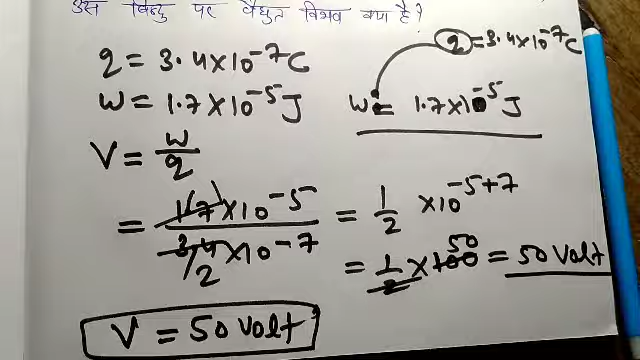 उस बिन्दु पर वैद्युत विभव क्या है?
q = 3.4×10⁻⁷C
q = 3.4×10⁻⁷C
W = 1.7×10⁻⁵J
W = 1.7×10⁻⁵J
V = W/q
= 1.7×10⁻⁵ / 3.4×10⁻⁷ 2 = 1/2 ×10⁻⁵⁺⁷
= 1/2 × 100 50 = 50 Volt
V = 50 Volt